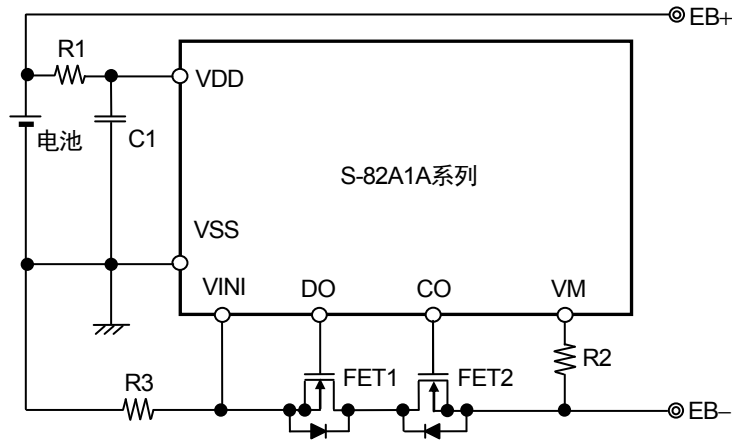 EB+
R1
VDD
电池
C1
S-82A1A系列
VSS
VINI
DO
CO
VM
R2
R3
FET1
FET2
EB−